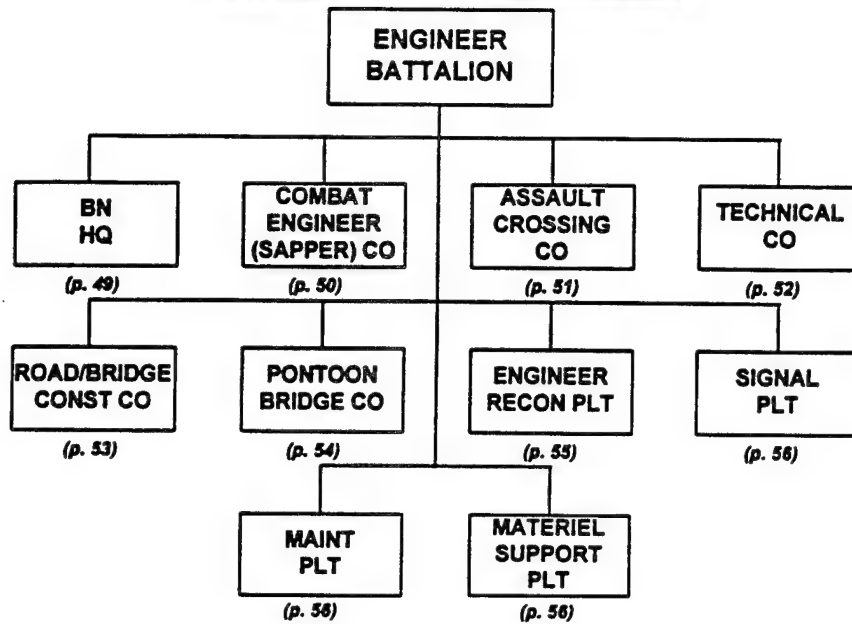 ENGINEER
BATTALION
BN
HQ
(p. 49)
COMBAT
ENGINEER
(SAPPER) CO
(p. 50)
ASSAULT
CROSSING
CO
(p. 51)
TECHNICAL
CO
(p. 52)
ROAD/BRIDGE
CONST CO
(p. 53)
PONTOON
BRIDGE CO
(p. 54)
ENGINEER
RECON PLT
(p. 55)
SIGNAL
PLT
(p. 56)
MAINT
PLT
(p. 56)
MATERIEL
SUPPORT
PLT
(p. 56)